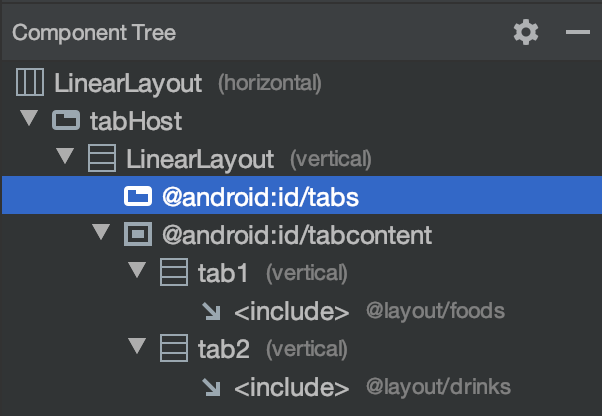 Component Tree
LinearLayout (horizontal)
tabHost
LinearLayout (vertical)
@android:id/tabs
@android:id/tabcontent
tab1 (vertical)
<include> @layout/foods
tab2 (vertical)
<include> @layout/drinks